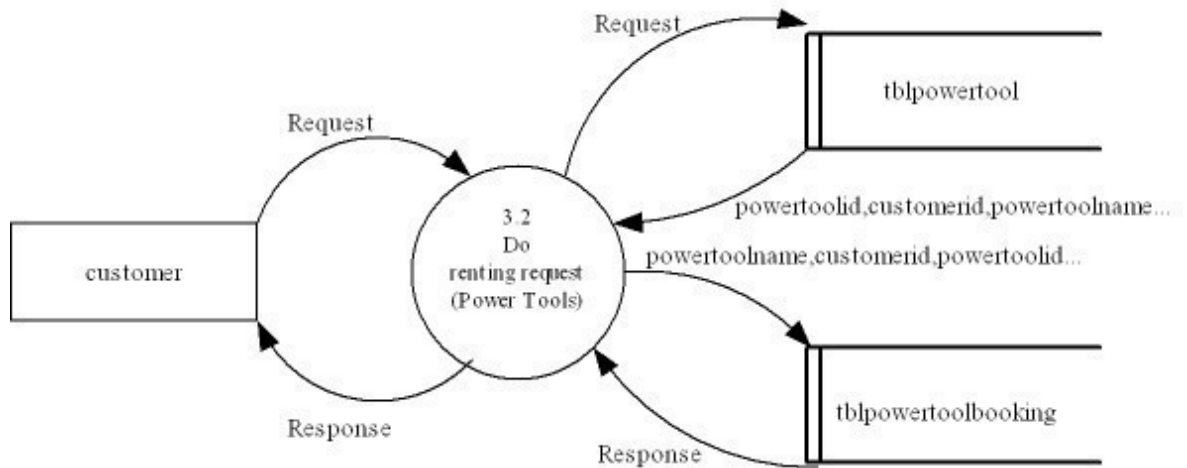 Request
tblpowertool
Request
powertoolid,customerid,powertoolname...
3.2
Do
renting request
(Power Tools)
powertoolname,customerid,powertoolid...
customer
tblpowertoolbooking
Response
Response